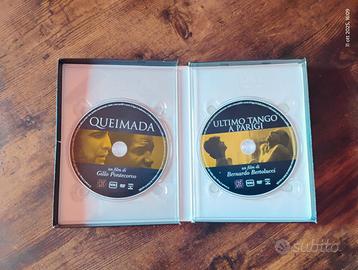 QUEIMADA
un film di
Gillo Pontecorvo
ULTIMO TANGO
A PARIGI
un film di
Bernardo Bertolucci
subito